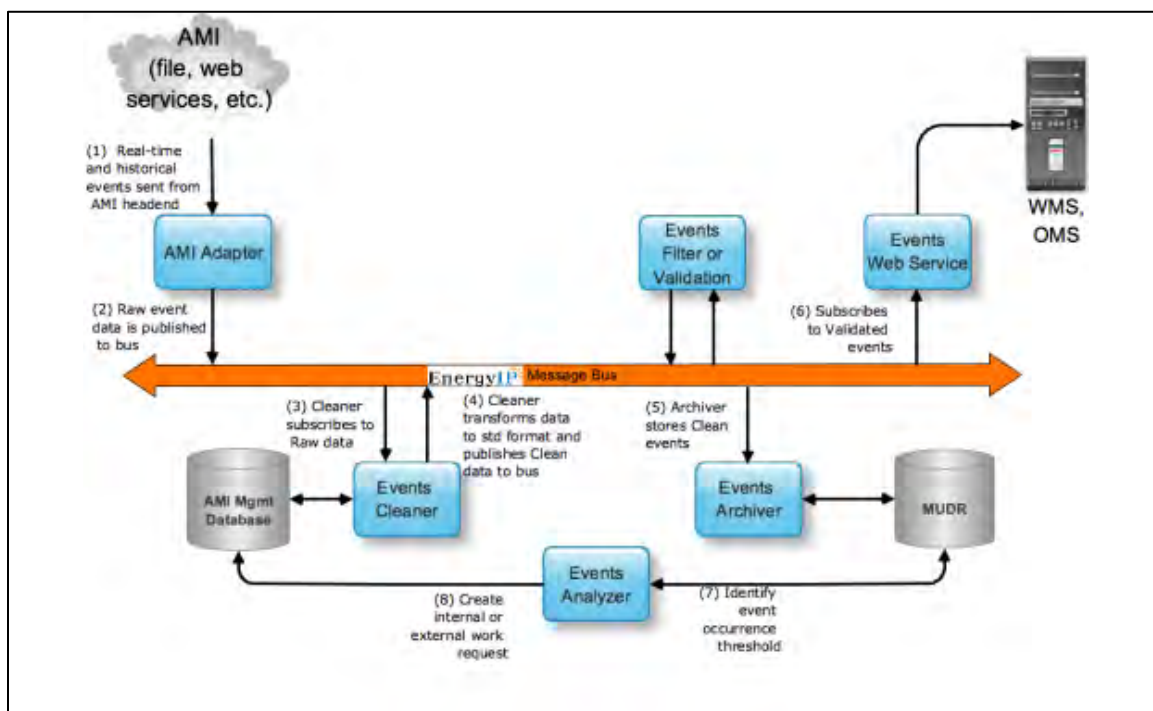 AMI
(file, web
services, etc.)
(1) Real-time
and historical
events sent from
AMI headend
AMI Adapter
(2) Raw event
data is published
to bus
Events
Filter or
Validation
Events
Web Service
WMS,
OMS
(6) Subscribes
to Validated
events
EnergyIP Message Bus
(3) Cleaner
subscribes to
Raw data
(4) Cleaner
transforms data
to std format and
publishes Clean
data to bus
(5) Archiver
stores Clean
events
AMI Mgmt
Database
Events
Cleaner
Events
Archiver
MUDR
Events
Analyzer
(8) Create
internal or
external work
request
(7) Identify
event
occurrence
threshold